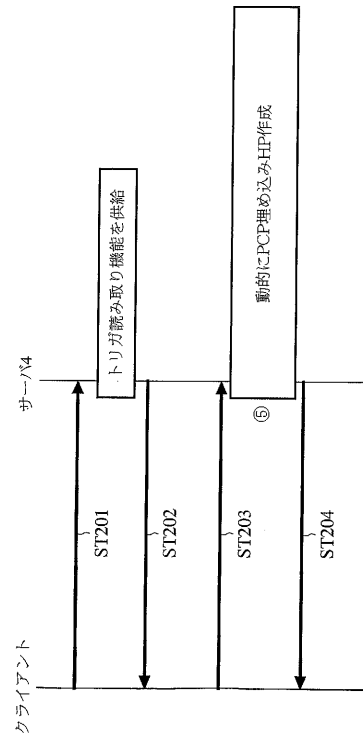 クライアント
サーバ4
ST201
トリガ読み取り機能を供給
ST202
ST203
⑤
動的にPCP埋め込みHP作成
ST204